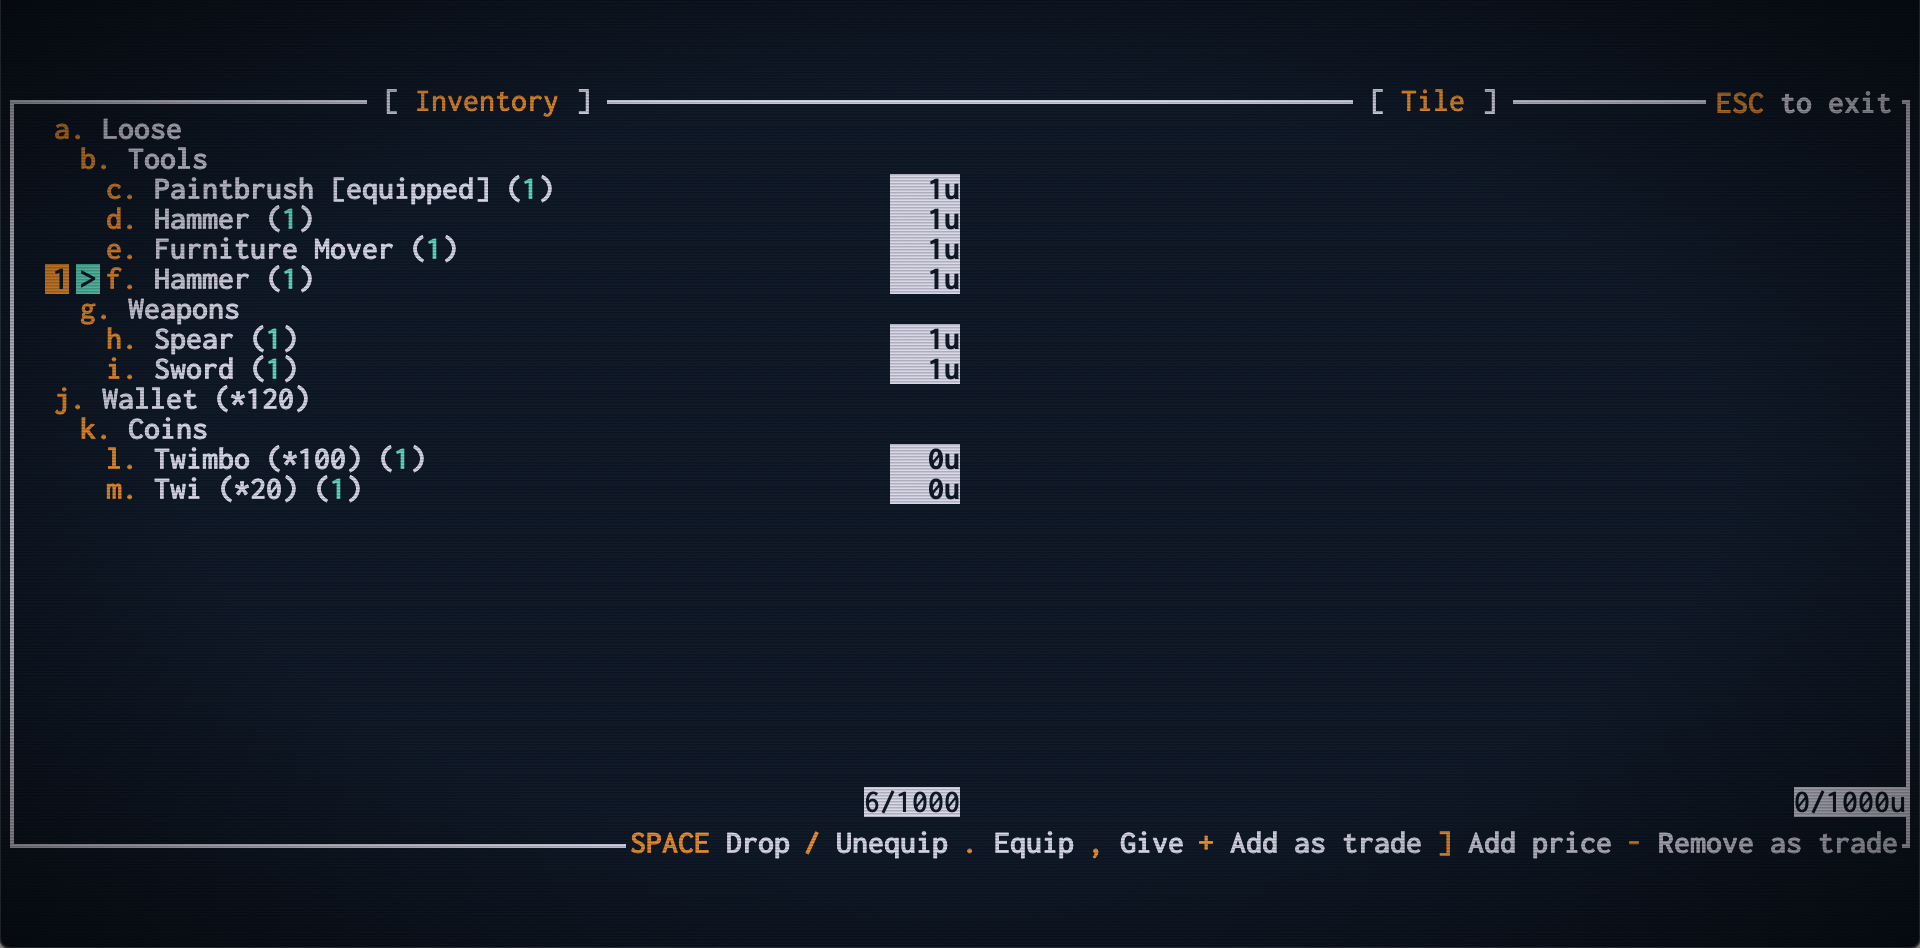 [ Inventory ] [ Tile ] ESC to exit
a. Loose
b. Tools
c. Paintbrush [equipped] (1) 1u
d. Hammer (1) 1u
e. Furniture Mover (1) 1u
1 > f. Hammer (1) 1u
g. Weapons
h. Spear (1) 1u
i. Sword (1) 1u
j. Wallet (*120)
k. Coins
l. Twimbo (*100) (1) 0u
m. Twi (*20) (1) 0u
6/1000 0/1000u
SPACE Drop / Unequip . Equip , Give + Add as trade ] Add price - Remove as trade